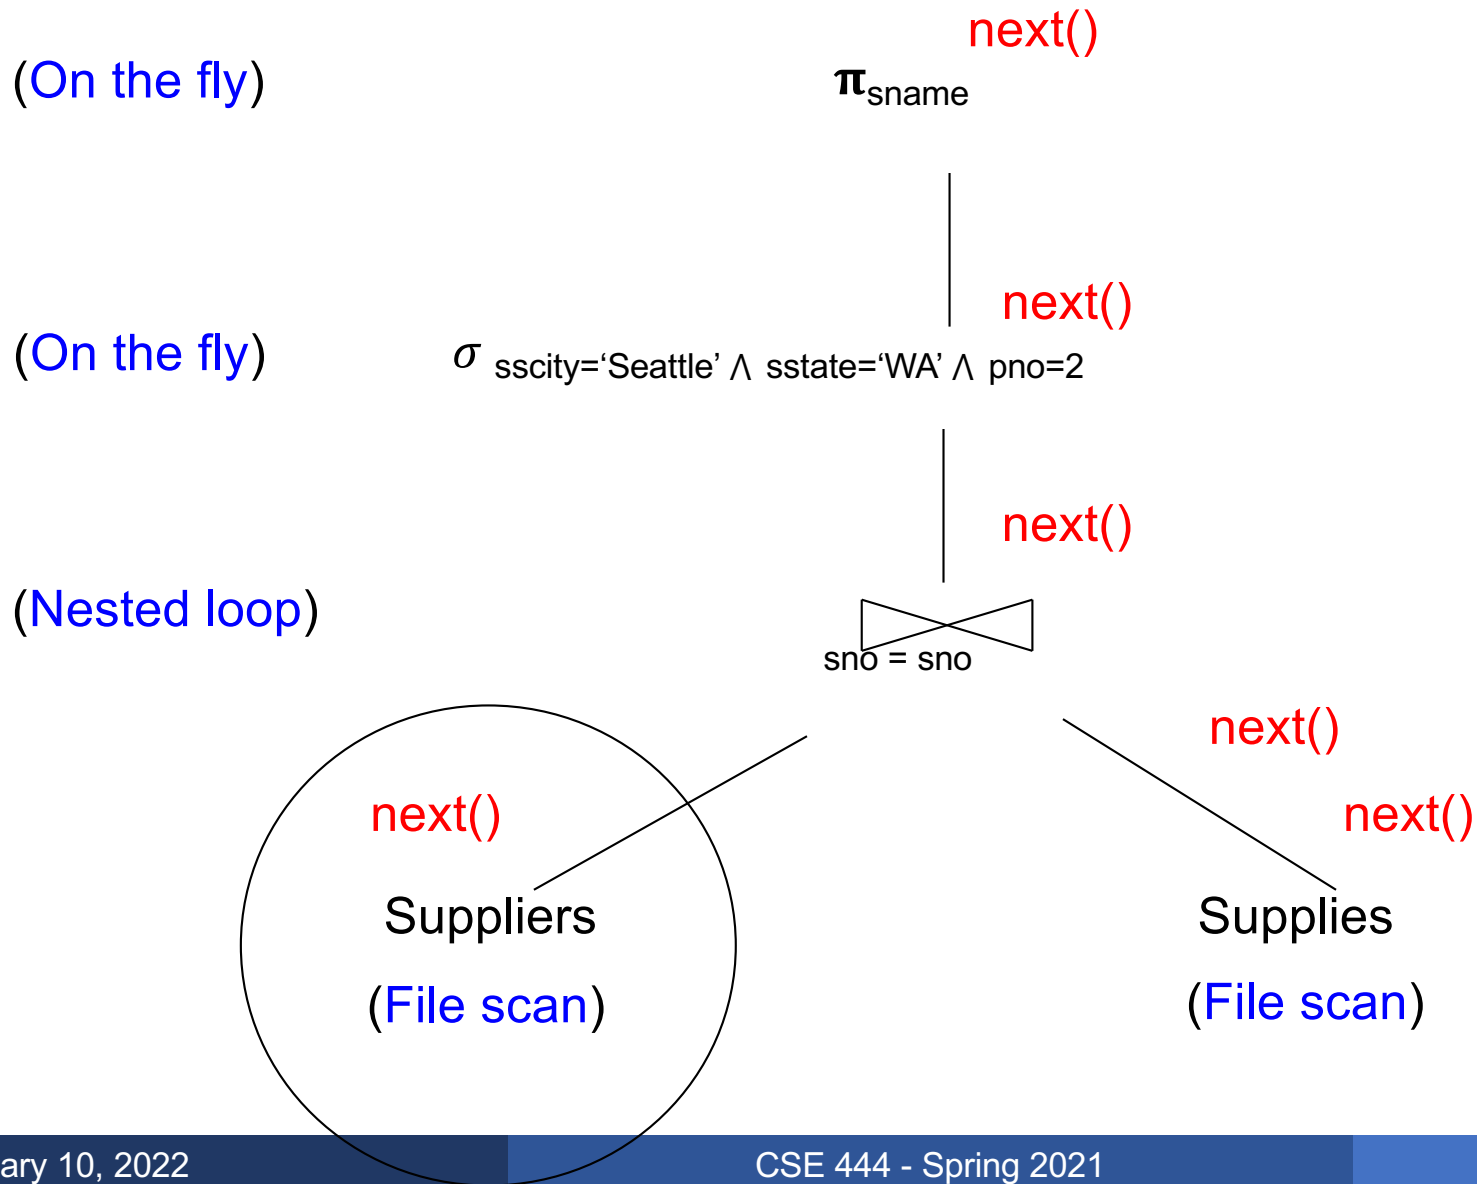 next()
(On the fly)
πsname
next()
(On the fly)
σ sscity=‘Seattle’ ∧ sstate=‘WA’ ∧ pno=2
next()
(Nested loop)
sno = sno
next()
next()
next()
Suppliers
Supplies
(File scan)
(File scan)
ary 10, 2022
CSE 444 - Spring 2021